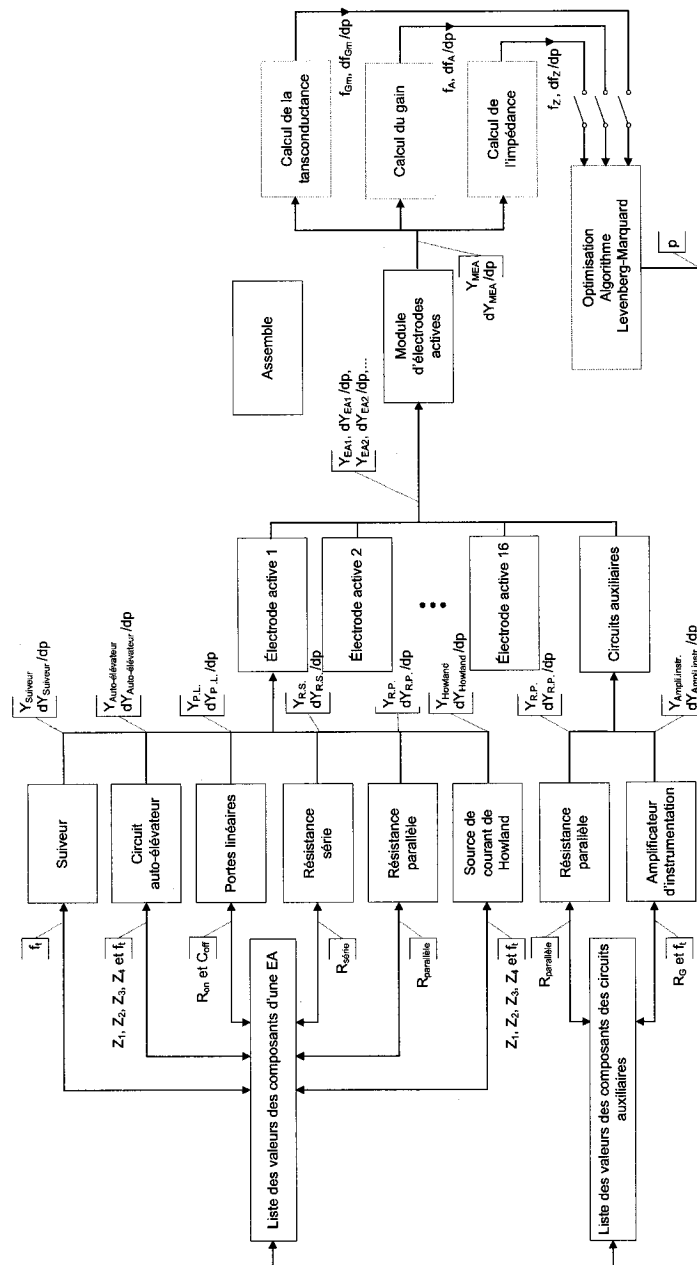 Liste des valeurs des composants d'une EA
Liste des valeurs des composants des circuits
auxiliaires
f_t
Z_1, Z_2, Z_3, Z_4 et f_t
R_on et C_off
R_série
R_parallèle
Z_1, Z_2, Z_3, Z_4 et f_t
R_parallèle
R_G et f_t
Suiveur
Circuit
auto-élévateur
Portes linéaires
Résistance
série
Résistance
parallèle
Source de
courant de
Howland
Résistance
parallèle
Amplificateur
d'instrumentation
Y_Suiveur
dY_Suiveur/dp
Y_Auto-élévateur
dY_Auto-élévateur/dp
Y_P.L.
dY_P.L./dp
Y_R.S.
dY_R.S./dp
Y_R.P.
dY_R.P./dp
Y_Howland
dY_Howland/dp
Y_R.P.
dY_R.P./dp
Y_Ampli.instr.
dY_Ampli.instr./dp
Électrode active 1
Électrode active 2
•••
Électrode active 16
Circuits auxiliaires
Y_EA1, dY_EA1/dp,
Y_EA2, dY_EA2/dp,...
Assemble
Module
d'électrodes
actives
Y_MEA
dY_MEA/dp
Calcul de la
tansconductance
Calcul du gain
Calcul de
l'impédance
f_Gm, df_Gm/dp
f_A, df_A/dp
f_Z, df_Z/dp
Optimisation
Algorithme
Levenberg-Marquard
p